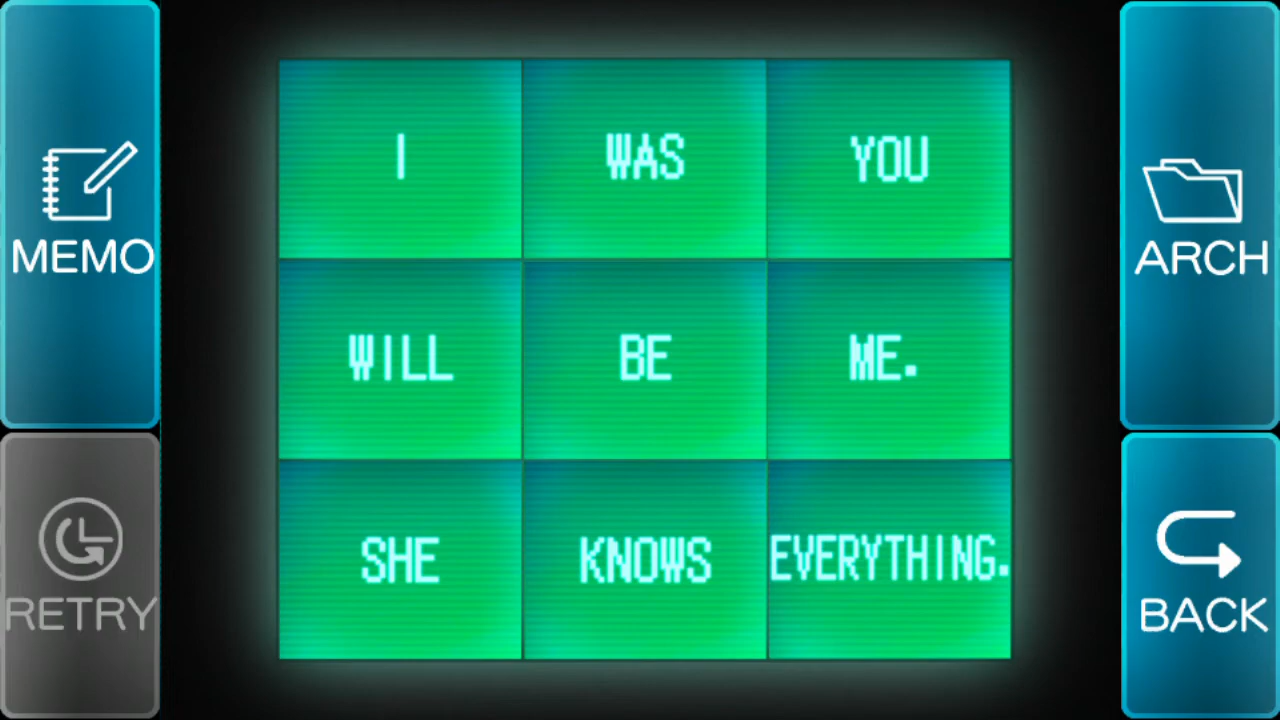 MEMO
RETRY
I WAS YOU
WILL BE ME.
SHE KNOWS EVERYTHING.
ARCH
BACK